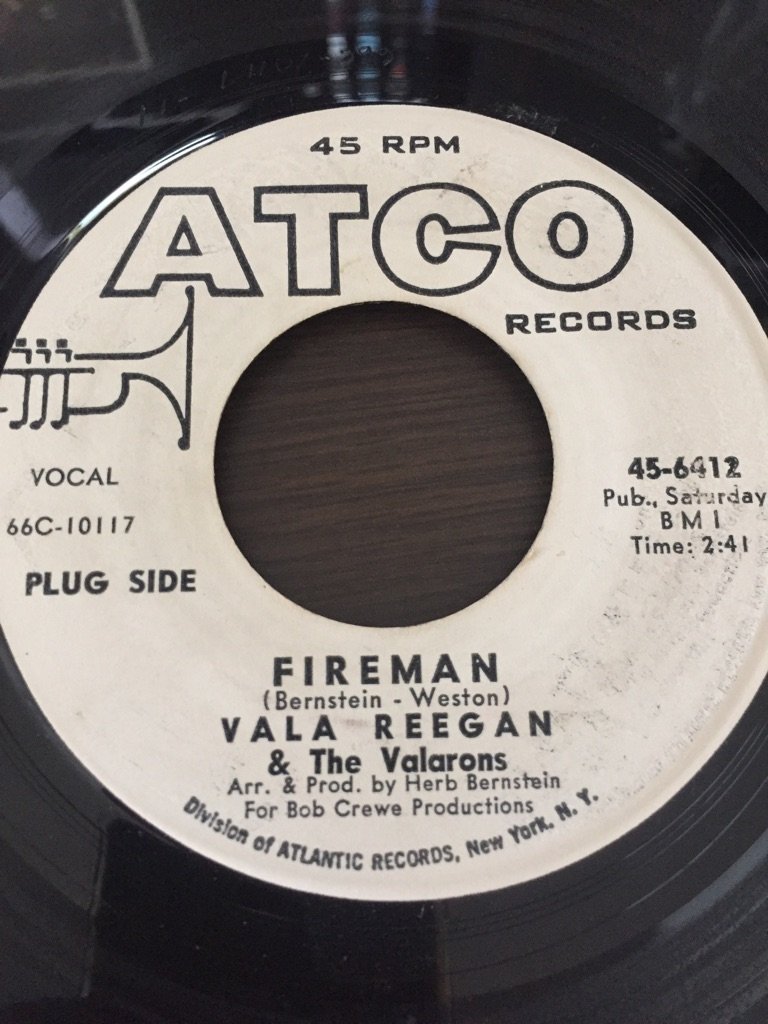 45 RPM
ATCO
RECORDS
VOCAL
66C-10117
PLUG SIDE
45-6412
Pub., Saturday
BMI
Time: 2:41
FIREMAN
(Bernstein - Weston)
VALA REEGAN
& The Valarons
Arr. & Prod. by Herb Bernstein
For Bob Crewe Productions
Division of ATLANTIC RECORDS, New York, N. Y.